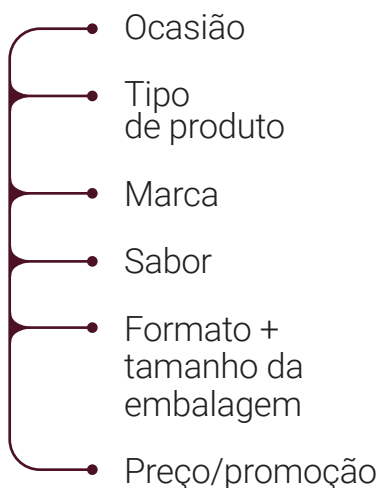 Ocasião
Tipo
de produto
Marca
Sabor
Formato +
tamanho da
embalagem
Preço/promoção